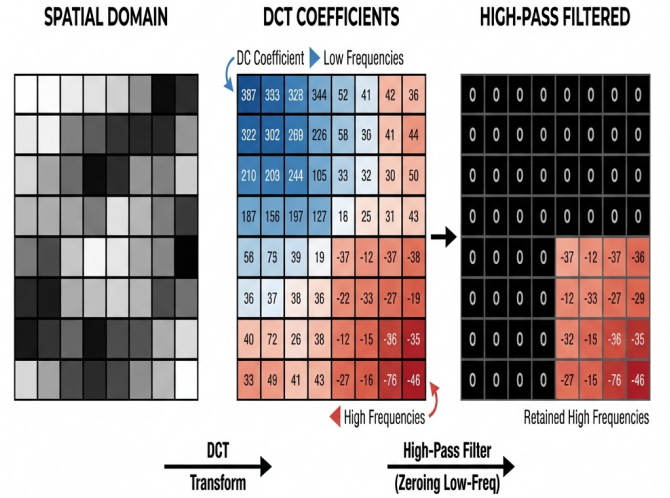 SPATIAL DOMAIN
DCT COEFFICIENTS
HIGH-PASS FILTERED
DC Coefficient Low Frequencies
387 333 328 344 52 41 42 36
322 302 269 226 58 36 41 44
210 209 244 105 33 32 30 50
187 156 197 127 18 25 31 43
56 75 39 19 -37 -12 -37 -38
36 37 38 36 -22 -33 -27 -19
40 72 26 38 -12 -15 -36 -35
33 49 41 43 -27 -16 -76 -46
High Frequencies
0 0 0 0 0 0 0 0
0 0 0 0 0 0 0 0
0 0 0 0 0 0 0 0
0 0 0 0 0 0 0 0
0 0 0 0 -37 -12 -37 -36
0 0 0 0 -12 -33 -27 -29
0 0 0 0 -32 -19 -36 -35
0 0 0 0 -27 -15 -76 -46
Retained High Frequencies
DCT
Transform
High-Pass Filter
(Zeroing Low-Freq)